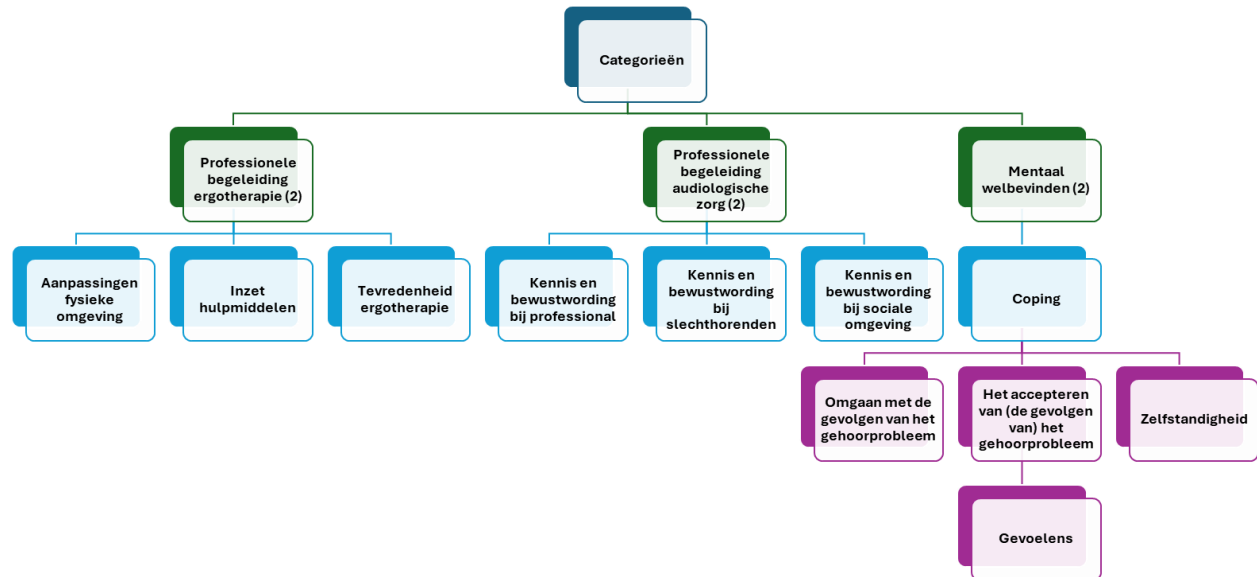 Categorieën
Professionele
begeleiding
ergotherapie (2)
Professionele
begeleiding
audiologische
zorg (2)
Mentaal
welbevinden (2)
Aanpassingen
fysieke
omgeving
Inzet
hulpmiddelen
Tevredenheid
ergotherapie
Kennis en
bewustwording
bij professional
Kennis en
bewustwording
bij
slechthorenden
Kennis en
bewustwording
bij sociale
omgeving
Coping
Omgaan met de
gevolgen van het
gehoorprobleem
Het accepteren
van (de gevolgen
van) het
gehoorprobleem
Zelfstandigheid
Gevoelens